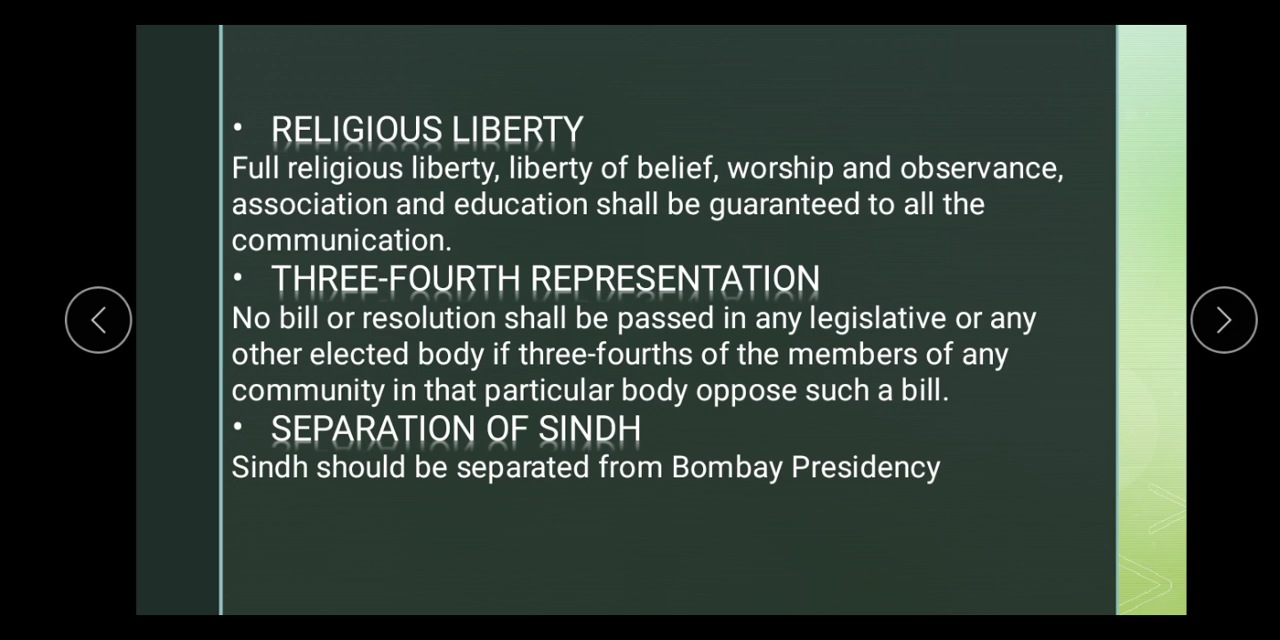 • RELIGIOUS LIBERTY
Full religious liberty, liberty of belief, worship and observance,
association and education shall be guaranteed to all the
communication.
• THREE-FOURTH REPRESENTATION
No bill or resolution shall be passed in any legislative or any
other elected body if three-fourths of the members of any
community in that particular body oppose such a bill.
• SEPARATION OF SINDH
Sindh should be separated from Bombay Presidency